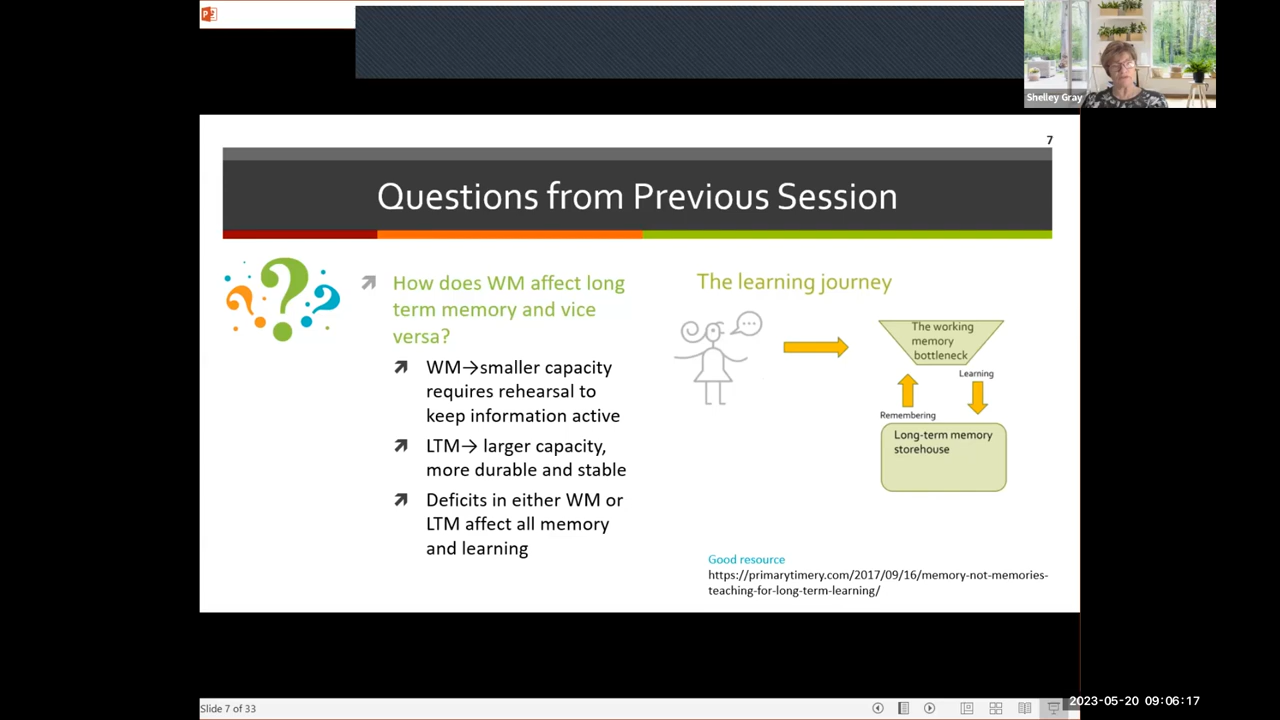 Shelley Gray
7
Questions from Previous Session
How does WM affect long
term memory and vice
versa?
WM→smaller capacity
requires rehearsal to
keep information active
LTM→ larger capacity,
more durable and stable
Deficits in either WM or
LTM affect all memory
and learning
The learning journey
The working
memory
bottleneck
Learning
Remembering
Long-term memory
storehouse
Good resource
https://primarytimery.com/2017/09/16/memory-not-memories-
teaching-for-long-term-learning/
Slide 7 of 33
2023-05-20 09:06:17